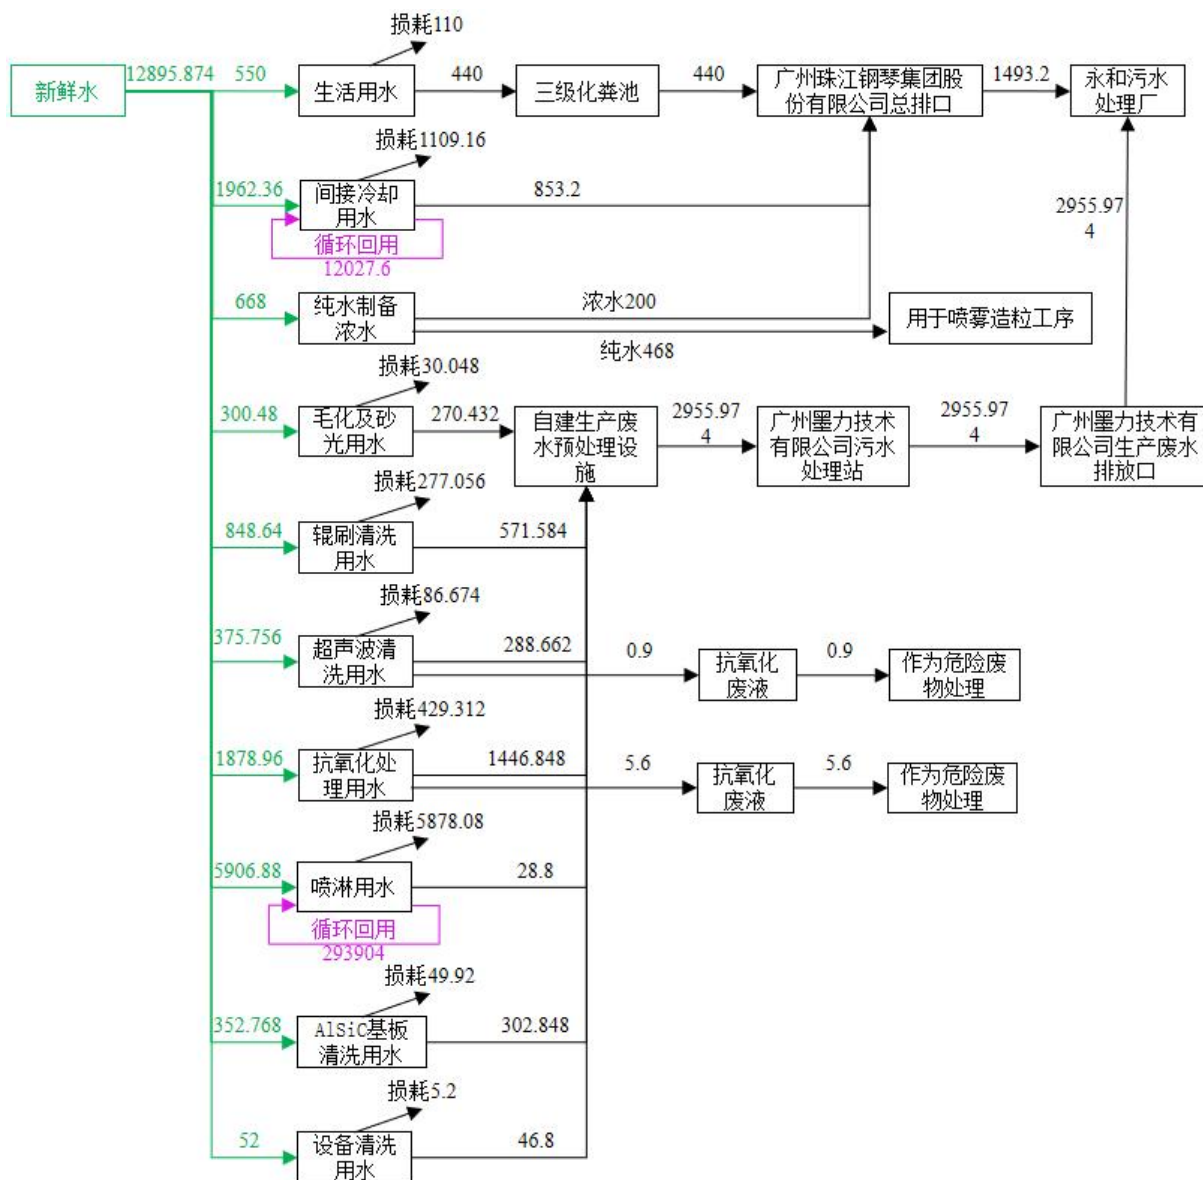 损耗110
12895.874
550
440
440
1493.2
新鲜水
生活用水
三级化粪池
广州珠江钢琴集团股
份有限公司总排口
永和污水
处理厂
损耗1109.16
1962.36
间接冷却
用水
853.2
循环回用
12027.6
2955.97
4
668
纯水制备
浓水
浓水200
纯水468
用于喷雾造粒工序
损耗30.048
300.48
毛化及砂
光用水
270.432
自建生产废
水预处理设
施
2955.97
4
广州墨力技术
有限公司污水
处理站
2955.97
4
广州墨力技术有
限公司生产废水
排放口
损耗277.056
848.64
辊刷清洗
用水
571.584
损耗86.674
375.756
超声波清
洗用水
288.662
0.9
抗氧化
废液
0.9
作为危险废
物处理
损耗429.312
1878.96
抗氧化处
理用水
1446.848
5.6
抗氧化
废液
5.6
作为危险废
物处理
损耗5878.08
5906.88
喷淋用水
28.8
循环回用
293904
损耗49.92
352.768
AlSiC基板
清洗用水
302.848
损耗5.2
52
设备清洗
用水
46.8